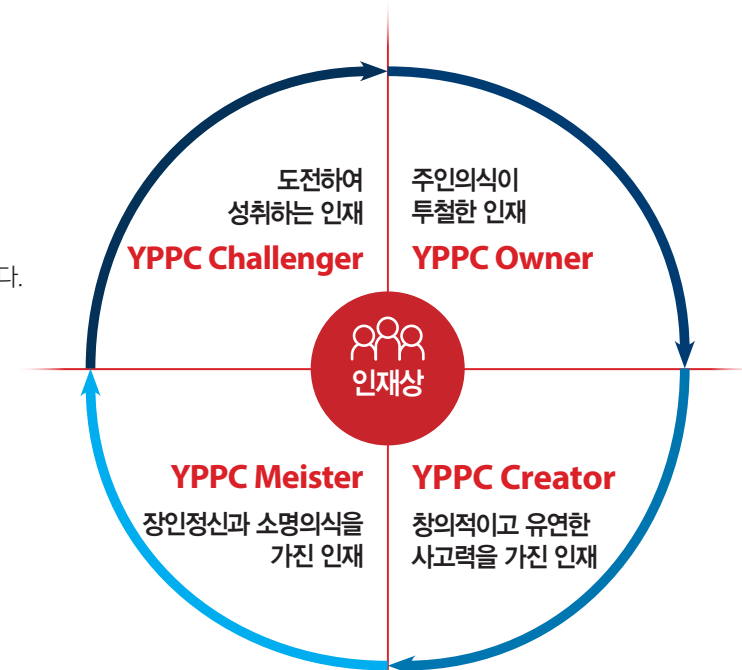 다.
도전하여
성취하는 인재
YPPC Challenger
주인의식이
투철한 인재
YPPC Owner
인재상
YPPC Meister
장인정신과 소명의식을
가진 인재
YPPC Creator
창의적이고 유연한
사고력을 가진 인재